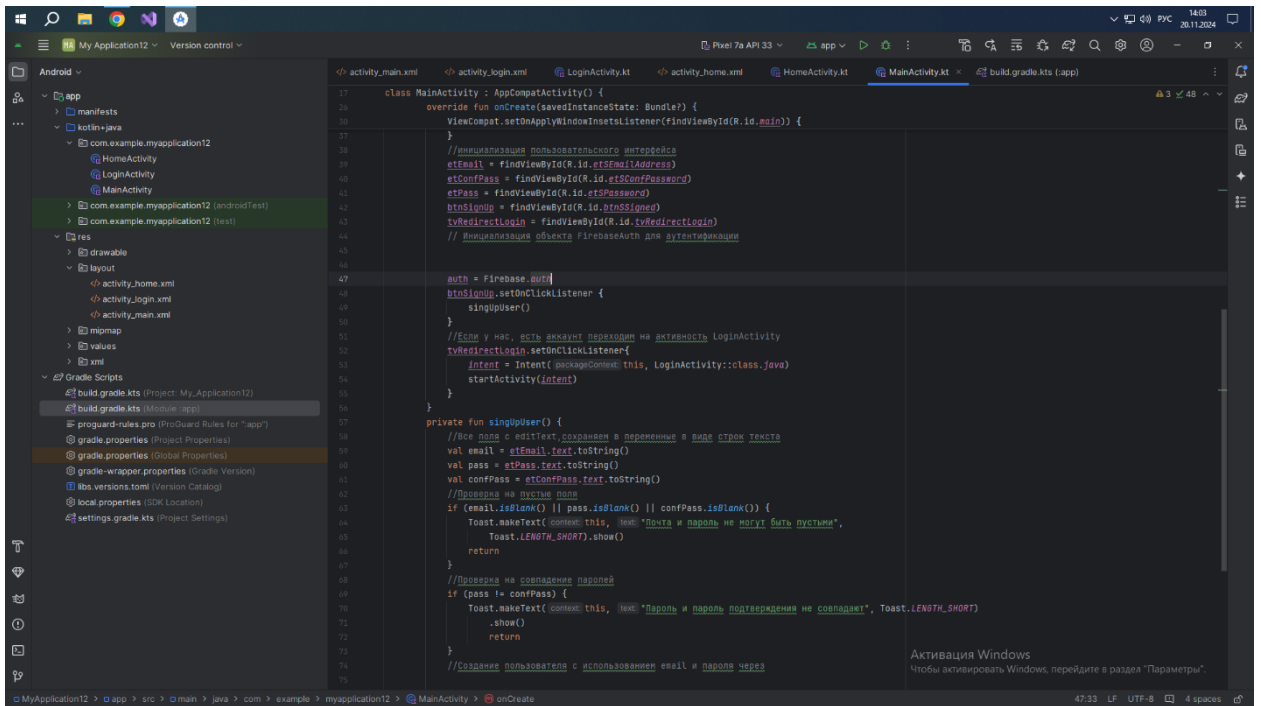 14:03
РУС
20.11.2024
MA My Application12 Version control
Pixel 7a API 33 app
Android
activity_main.xml activity_login.xml LoginActivity.kt activity_home.xml HomeActivity.kt MainActivity.kt build.gradle.kts (:app)
app
manifests
kotlin+java
com.example.myapplication12
HomeActivity
LoginActivity
MainActivity
com.example.myapplication12 (androidTest)
com.example.myapplication12 (test)
res
drawable
layout
activity_home.xml
activity_login.xml
activity_main.xml
mipmap
values
xml
Gradle Scripts
build.gradle.kts (Project: My_Application12)
build.gradle.kts (Module :app)
proguard-rules.pro (ProGuard Rules for ":app")
gradle.properties (Project Properties)
gradle.properties (Global Properties)
gradle-wrapper.properties (Gradle Version)
libs.versions.toml (Version Catalog)
local.properties (SDK Location)
settings.gradle.kts (Project Settings)
3 48
17 class MainActivity : AppCompatActivity() {
26 override fun onCreate(savedInstanceState: Bundle?) {
30 ViewCompat.setOnApplyWindowInsetsListener(findViewById(R.id.main)) {
37 }
38 //инициализация пользовательского интерфейса
39 etEmail = findViewById(R.id.etSEmailAddress)
40 etConfPass = findViewById(R.id.etSConfPassword)
41 etPass = findViewById(R.id.etSPassword)
42 btnSignUp = findViewById(R.id.btnSSigned)
43 tvRedirectLogin = findViewById(R.id.tvRedirectLogin)
44 // Инициализация объекта FirebaseAuth для аутентификации
45
46
47 auth = Firebase.auth
48 btnSignUp.setOnClickListener {
49 singUpUser()
50 }
51 //Если у нас, есть аккаунт переходим на активность LoginActivity
52 tvRedirectLogin.setOnClickListener{
53 intent = Intent( packageContext: this, LoginActivity::class.java)
54 startActivity(intent)
55 }
56 }
57 private fun singUpUser() {
58 //Все поля с editText,сохраняем в переменные в виде строк текста
59 val email = etEmail.text.toString()
60 val pass = etPass.text.toString()
61 val confPass = etConfPass.text.toString()
62 //Проверка на пустые поля
63 if (email.isBlank() || pass.isBlank() || confPass.isBlank()) {
64 Toast.makeText( context: this, text: "Почта и пароль не могут быть пустыми",
65 Toast.LENGTH_SHORT).show()
66 return
67 }
68 //Проверка на совпадение паролей
69 if (pass != confPass) {
70 Toast.makeText( context: this, text: "Пароль и пароль подтверждения не совпадают", Toast.LENGTH_SHORT)
71 .show()
72 return
73 }
74 //Создание пользователя с использованием email и пароля через
75
Активация Windows
Чтобы активировать Windows, перейдите в раздел "Параметры".
MyApplication12 > app > src > main > java > com > example > myapplication12 > MainActivity > onCreate
47:33 LF UTF-8 4 spaces